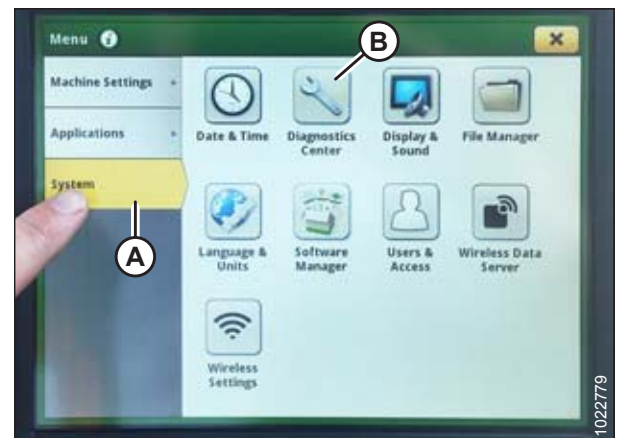 Menu i
B
Machine Settings
Applications
System
A
Date & Time
Diagnostics
Center
Display &
Sound
File Manager
Language &
Units
Software
Manager
Users &
Access
Wireless Data
Server
Wireless
Settings
1022779